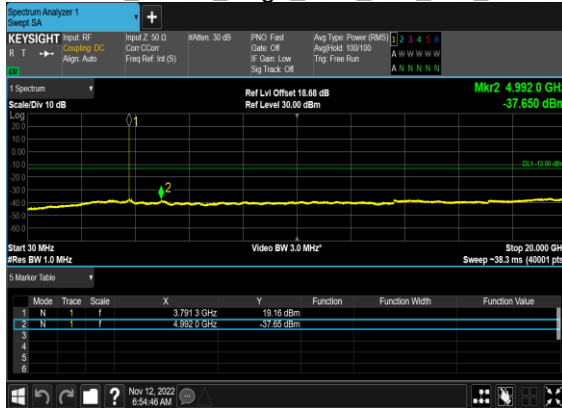 Spectrum Analyzer 1
Swept SA
+
KEYSIGHT Input: RF Input Z: 50 Ω #Atten: 30 dB PNO: Fast Avg Type: Power (RMS) 1 2 3 4 5 6
R T Coupling: DC Corr CCorr Gate: Off Avg|Hold: 100/100 A W W W W W
Align: Auto Freq Ref: Int (S) IF Gain: Low Trig: Free Run
LU Sig Track: Off A N N N N N
1 Spectrum Ref Lvl Offset 18.68 dB Mkr2 4.992 0 GHz
Scale/Div 10 dB Ref Level 30.00 dBm -37.650 dBm
Log
20.0
10.0
0.00
-10.0
-20.0
-30.0
-40.0
-50.0
-60.0
1
2
DL1 -13.00 dBm
Start 30 MHz Video BW 3.0 MHz* Stop 20.000 GHz
#Res BW 1.0 MHz Sweep ~38.3 ms (40001 pts)
5 Marker Table
Mode Trace Scale X Y Function Function Width Function Value
1 N 1 f 3.791 3 GHz 19.16 dBm
2 N 1 f 4.992 0 GHz -37.65 dBm
3
4
5
6
? Nov 12, 2022
6:54:46 AM